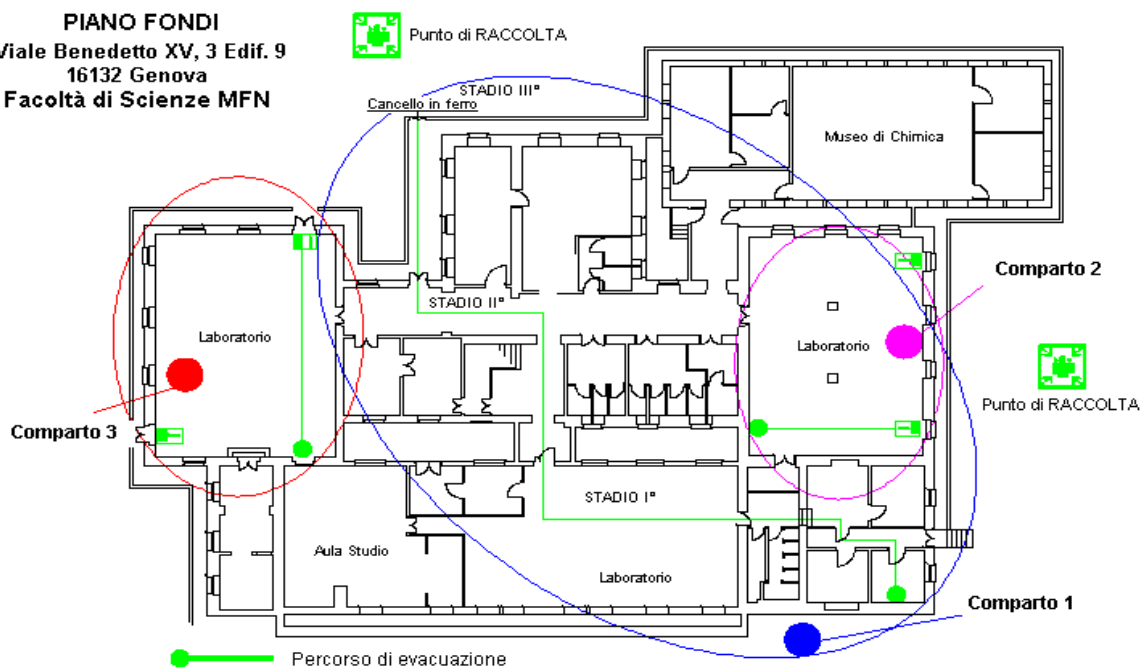 PIANO FONDI
Viale Benedetto XV, 3 Edif. 9
16132 Genova
Facoltà di Scienze MFN
Punto di RACCOLTA
STADIO III°
Cancello in ferro
Museo di Chimica
Comparto 2
STADIO II°
Laboratorio
Laboratorio
Punto di RACCOLTA
Comparto 3
STADIO I°
Aula Studio
Laboratorio
Comparto 1
Percorso di evacuazione